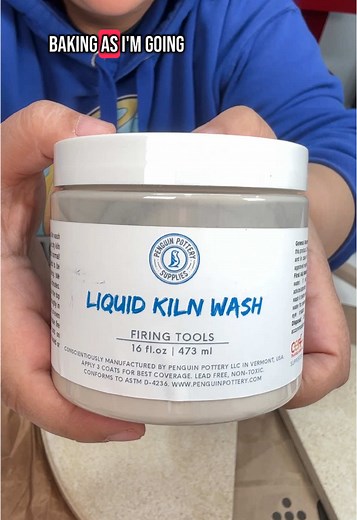 BAKING AS I'M GOING
PENGUIN POTTERY
SUPPLIES
LIQUID KILN WASH
FIRING TOOLS
16 fl.oz | 473 ml
CONSCIENTIOUSLY MANUFACTURED BY PENGUIN POTTERY LLC IN VERMONT, USA.
APPLY 3 COATS FOR BEST COVERAGE. LEAD FREE, NON-TOXIC.
CONFORMS TO ASTM D-4236. WWW.PENGUINPOTTERY.COM